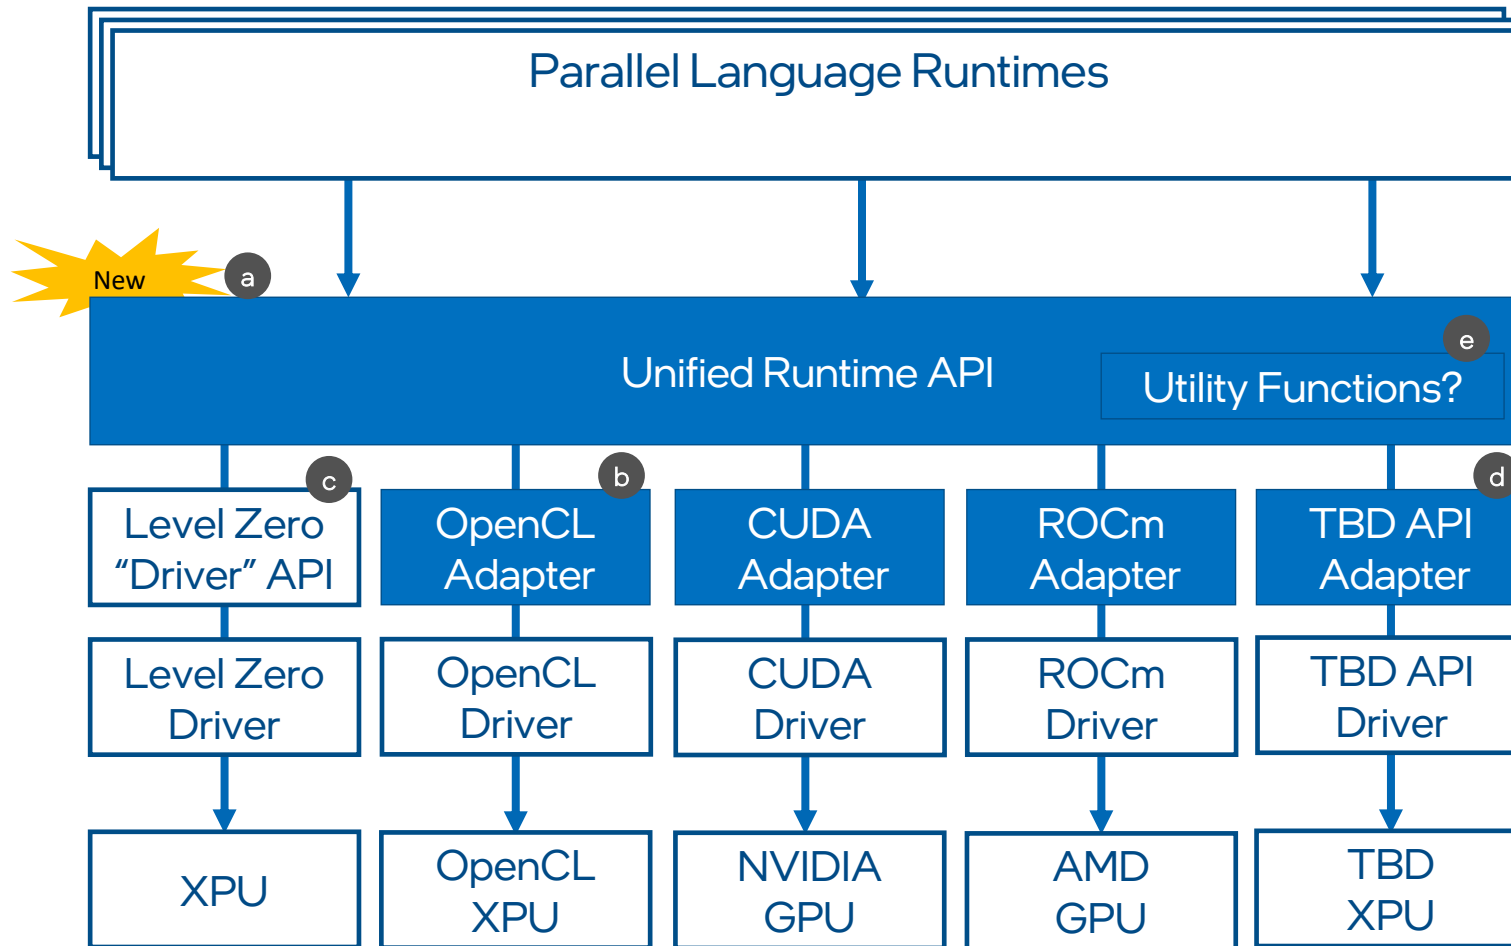 Parallel Language Runtimes
New
a
Unified Runtime API
e
Utility Functions?
c
b
d
Level Zero
“Driver” API
OpenCL
Adapter
CUDA
Adapter
ROCm
Adapter
TBD API
Adapter
Level Zero
Driver
OpenCL
Driver
CUDA
Driver
ROCm
Driver
TBD API
Driver
XPU
OpenCL
XPU
NVIDIA
GPU
AMD
GPU
TBD
XPU